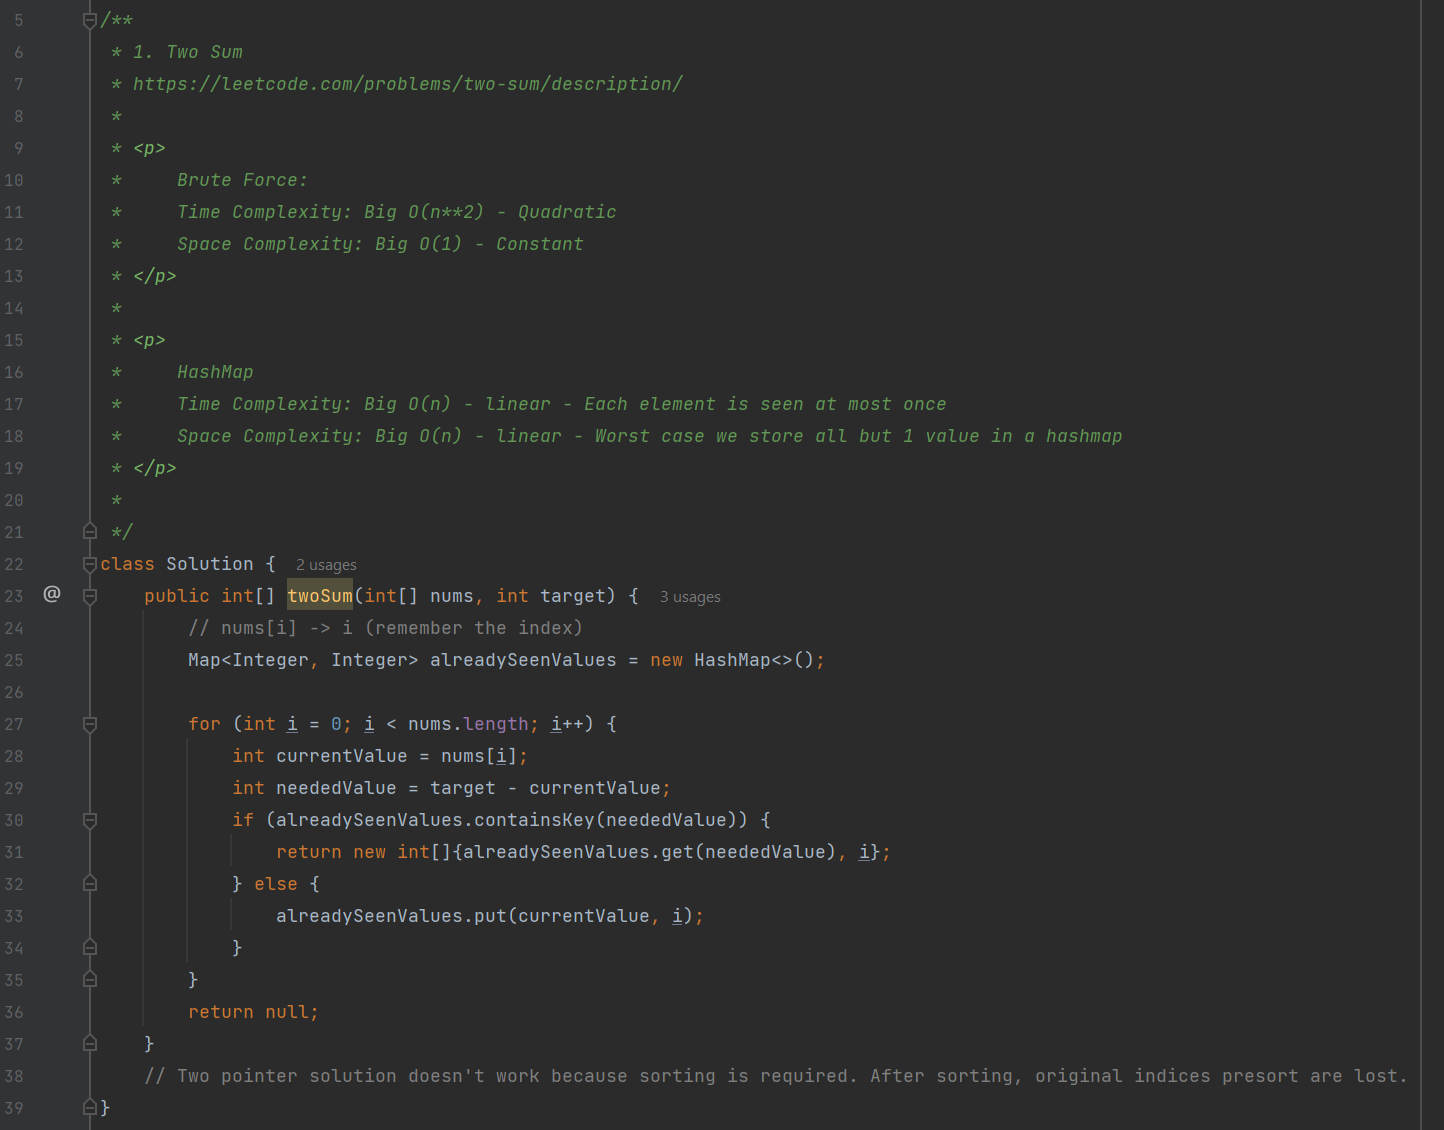 5 /**
6  * 1. Two Sum
7  * https://leetcode.com/problems/two-sum/description/
8  *
9  * <p>
10  *     Brute Force:
11  *     Time Complexity: Big O(n**2) - Quadratic
12  *     Space Complexity: Big O(1) - Constant
13  * </p>
14  *
15  * <p>
16  *     HashMap
17  *     Time Complexity: Big O(n) - linear - Each element is seen at most once
18  *     Space Complexity: Big O(n) - linear - Worst case we store all but 1 value in a hashmap
19  * </p>
20  *
21  */
22 class Solution {  2 usages
23 @     public int[] twoSum(int[] nums, int target) {  3 usages
24         // nums[i] -> i (remember the index)
25         Map<Integer, Integer> alreadySeenValues = new HashMap<>();
26
27         for (int i = 0; i < nums.length; i++) {
28             int currentValue = nums[i];
29             int neededValue = target - currentValue;
30             if (alreadySeenValues.containsKey(neededValue)) {
31                 return new int[]{alreadySeenValues.get(neededValue), i};
32             } else {
33                 alreadySeenValues.put(currentValue, i);
34             }
35         }
36         return null;
37     }
38     // Two pointer solution doesn't work because sorting is required. After sorting, original indices presort are lost.
39 }